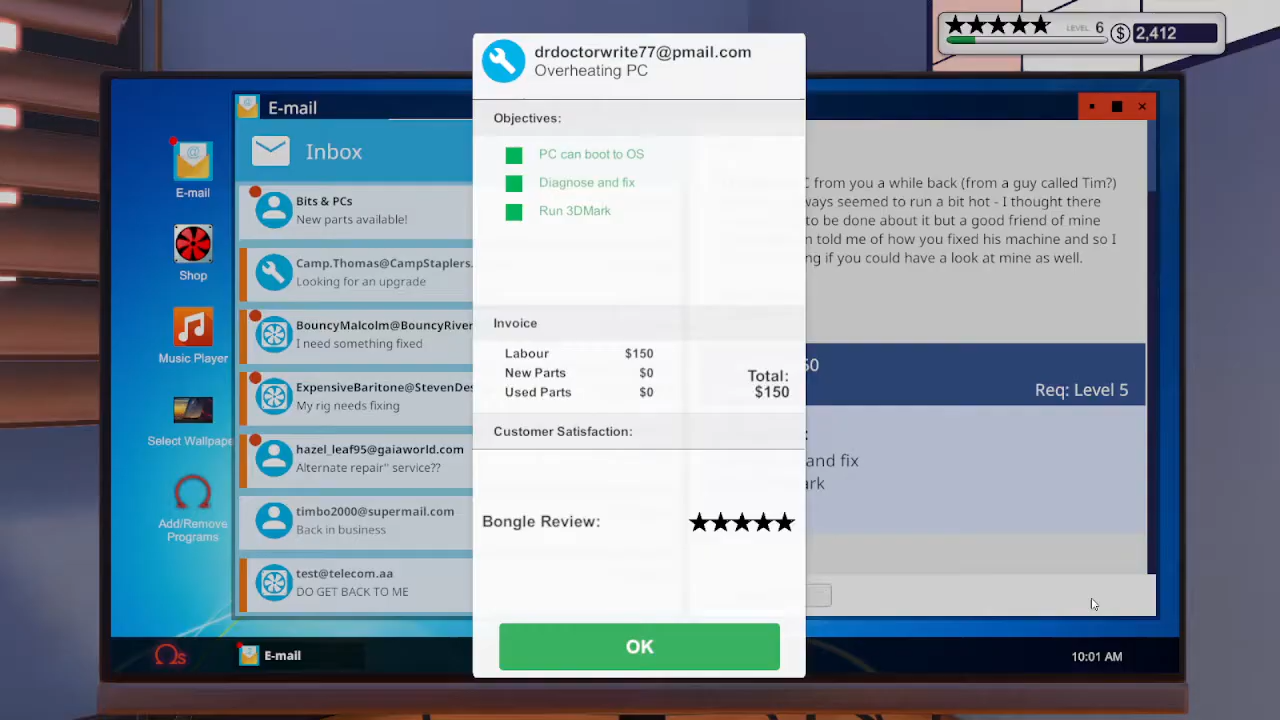 LEVEL 6
2,412
drdoctorwrite77@pmail.com
Overheating PC
E-mail
Inbox
E-mail
Shop
Music Player
Select Wallpape
Add/Remove
Programs
Bits & PCs
New parts available!
Camp.Thomas@CampStaplers.
Looking for an upgrade
BouncyMalcolm@BouncyRiver
I need something fixed
ExpensiveBaritone@StevenDes
My rig needs fixing
hazel_leaf95@gaiaworld.com
Alternate repair" service??
timbo2000@supermail.com
Back in business
test@telecom.aa
DO GET BACK TO ME
Objectives:
PC can boot to OS
Diagnose and fix
Run 3DMark
Invoice
Labour $150
New Parts $0
Used Parts $0
Total:
$150
Customer Satisfaction:
Bongle Review:
OK
C from you a while back (from a guy called Tim?)
ays seemed to run a bit hot - I thought there
to be done about it but a good friend of mine
n told me of how you fixed his machine and so I
g if you could have a look at mine as well.
50
Req: Level 5
:
and fix
ark
Ωs
E-mail
10:01 AM